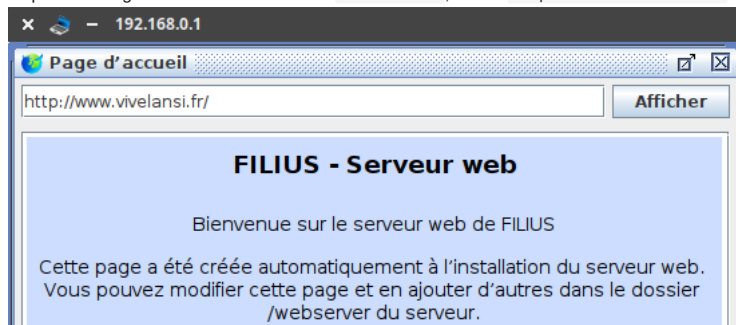 192.168.0.1
Page d'accueil
http://www.vivelansi.fr/
Afficher
FILIUS - Serveur web
Bienvenue sur le serveur web de FILIUS
Cette page a été créée automatiquement à l'installation du serveur web.
Vous pouvez modifier cette page et en ajouter d'autres dans le dossier
/webserver du serveur.